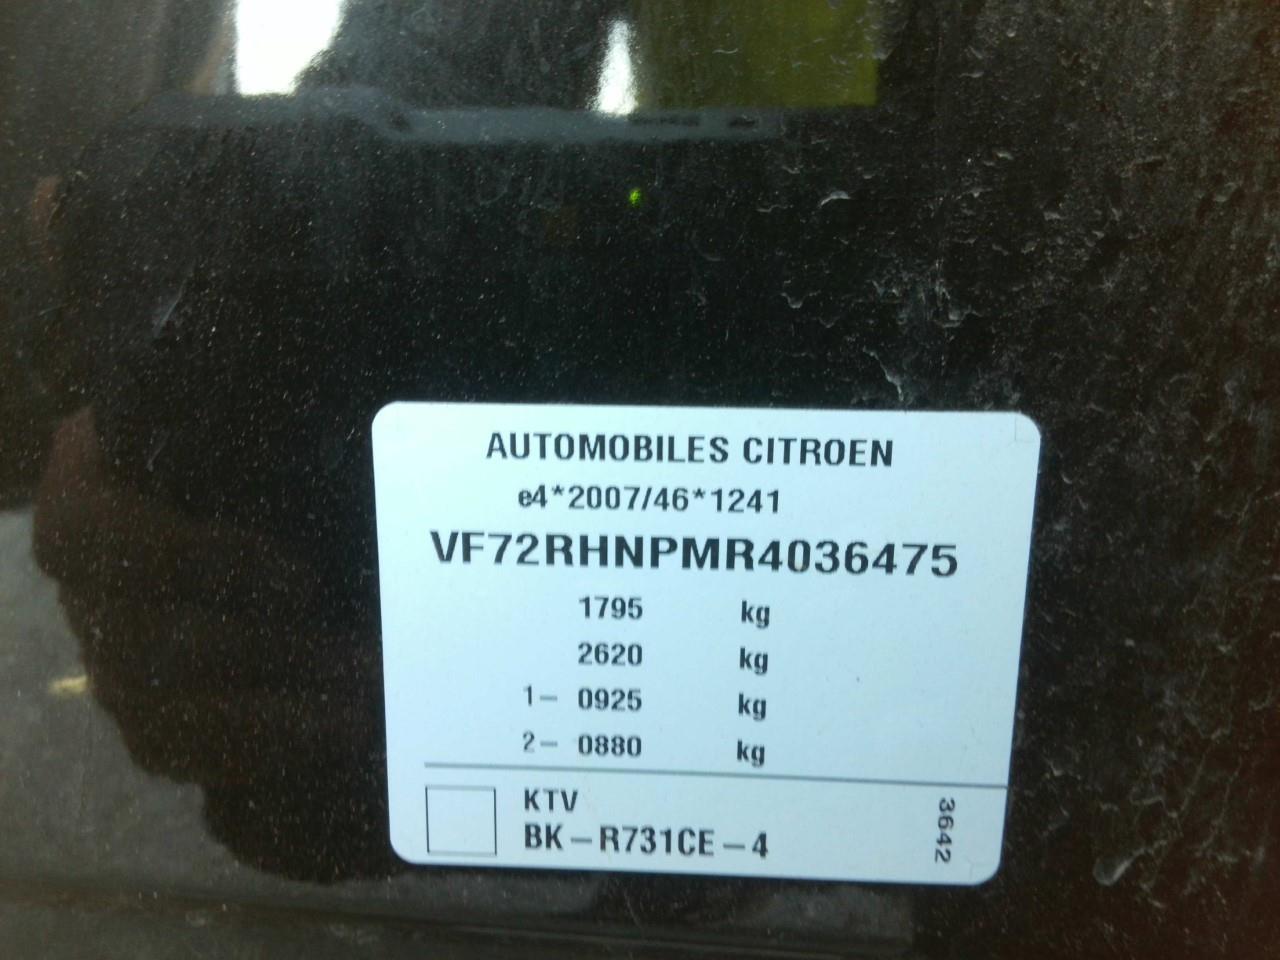 AUTOMOBILES CITROEN
e4*2007/46*1241
VF72RHNPMR4036475
1795 kg
2620 kg
1- 0925 kg
2- 0880 kg
KTV
BK-R731CE-4
3642